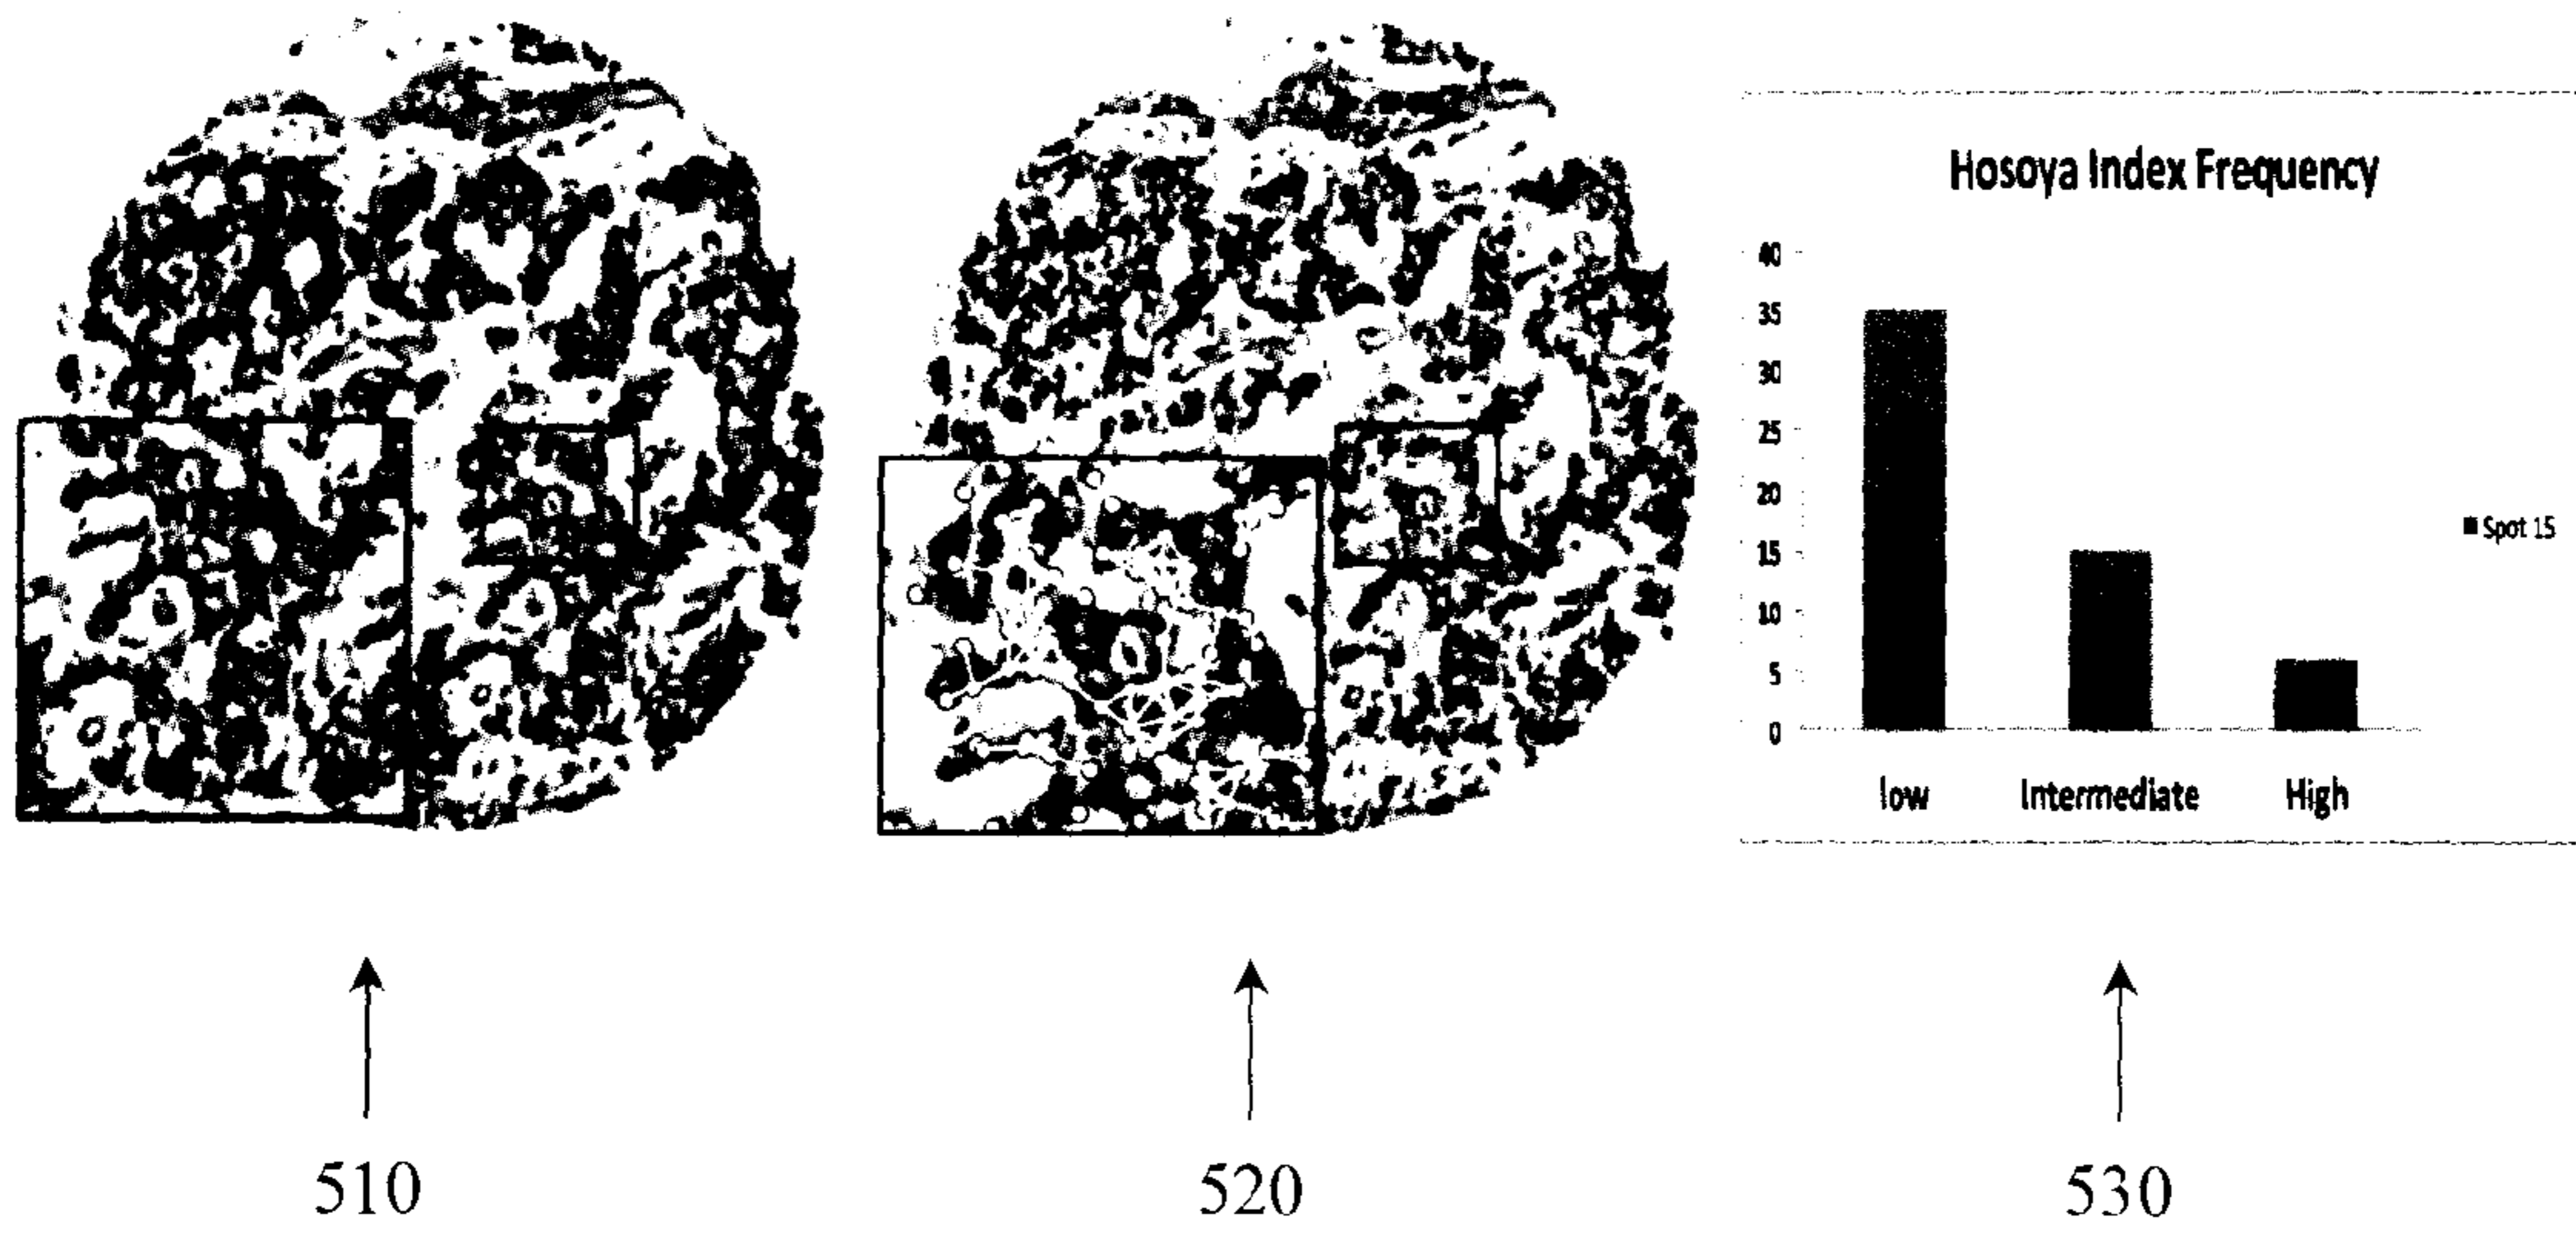 Hosoya Index Frequency
40
35
30
25
20
15
10
5
0
low Intermediate High
Spot 15
510 520 530